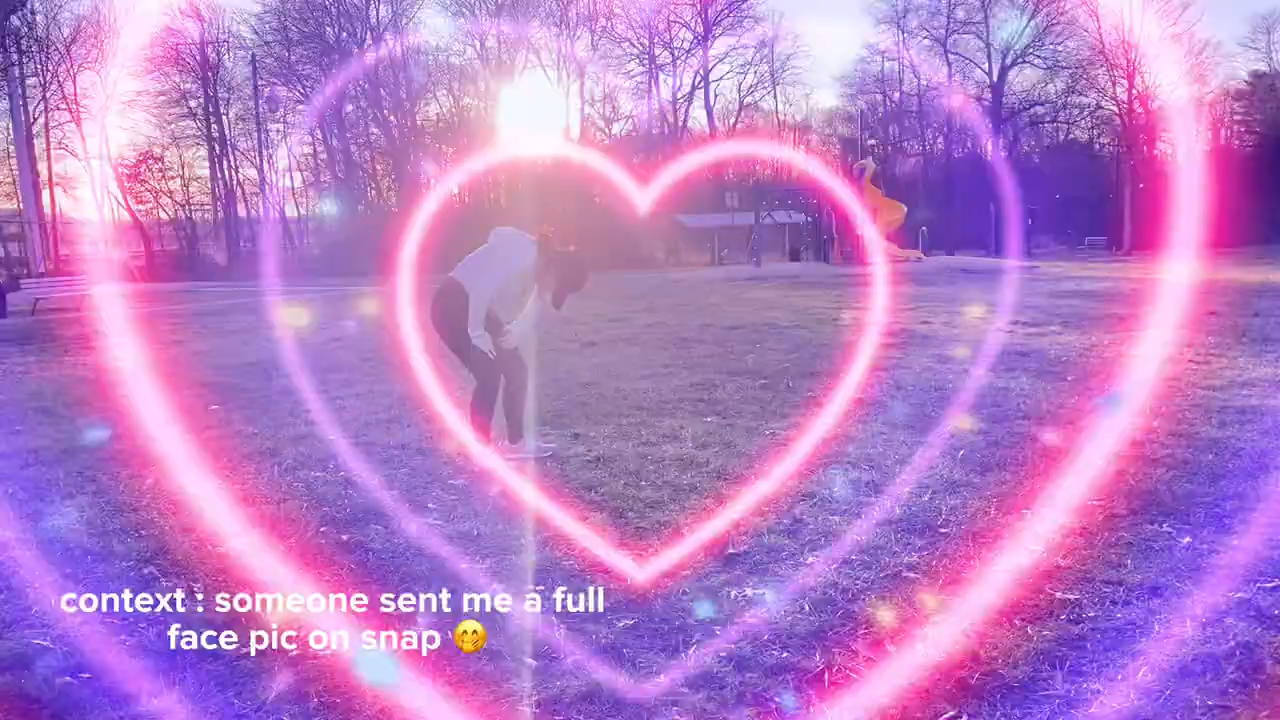 context : someone sent me a full
face pic on snap 🤭